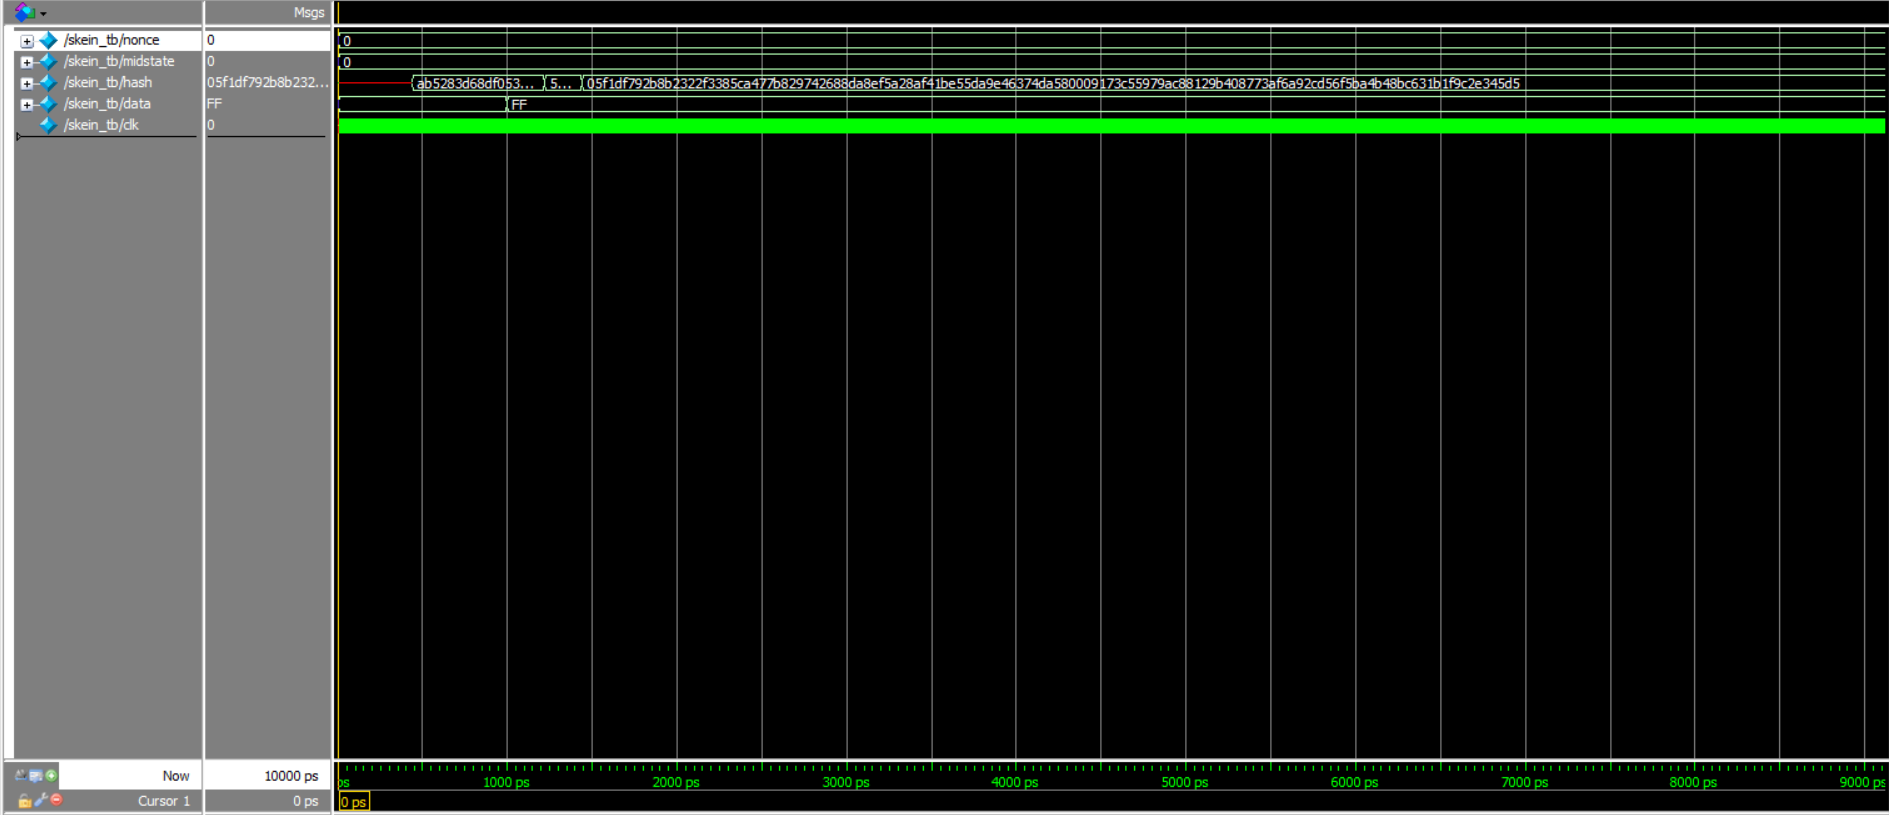 Msgs
/skein_tb/nonce 0 0
/skein_tb/midstate 0 0
/skein_tb/hash 05f1df792b8b232... ab5283d68df053... 5... 05f1df792b8b2322f3385ca477b829742688da8ef5a28af41be55da9e46374da580009173c55979ac88129b408773af6a92cd56f5ba4b48bc631b1f9c2e345d5
/skein_tb/data FF FF
/skein_tb/clk 0
Now 10000 ps ps 1000 ps 2000 ps 3000 ps 4000 ps 5000 ps 6000 ps 7000 ps 8000 ps 9000 ps
Cursor 1 0 ps 0 ps